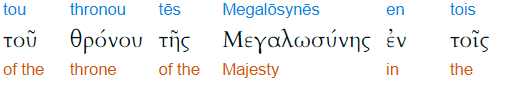 tou thronou tēs Megalōsynēs en tois
τοῦ θρόνου τῆς Μεγαλωσύνης ἐν τοῖς
of the throne of the Majesty in the